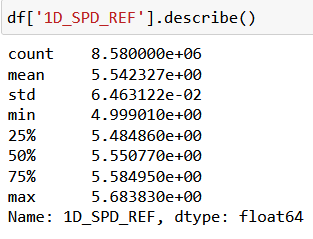 df['1D_SPD_REF'].describe()
count    8.580000e+06
mean     5.542327e+00
std      6.463122e-02
min      4.999010e+00
25%      5.484860e+00
50%      5.550770e+00
75%      5.584950e+00
max      5.683830e+00
Name: 1D_SPD_REF, dtype: float64